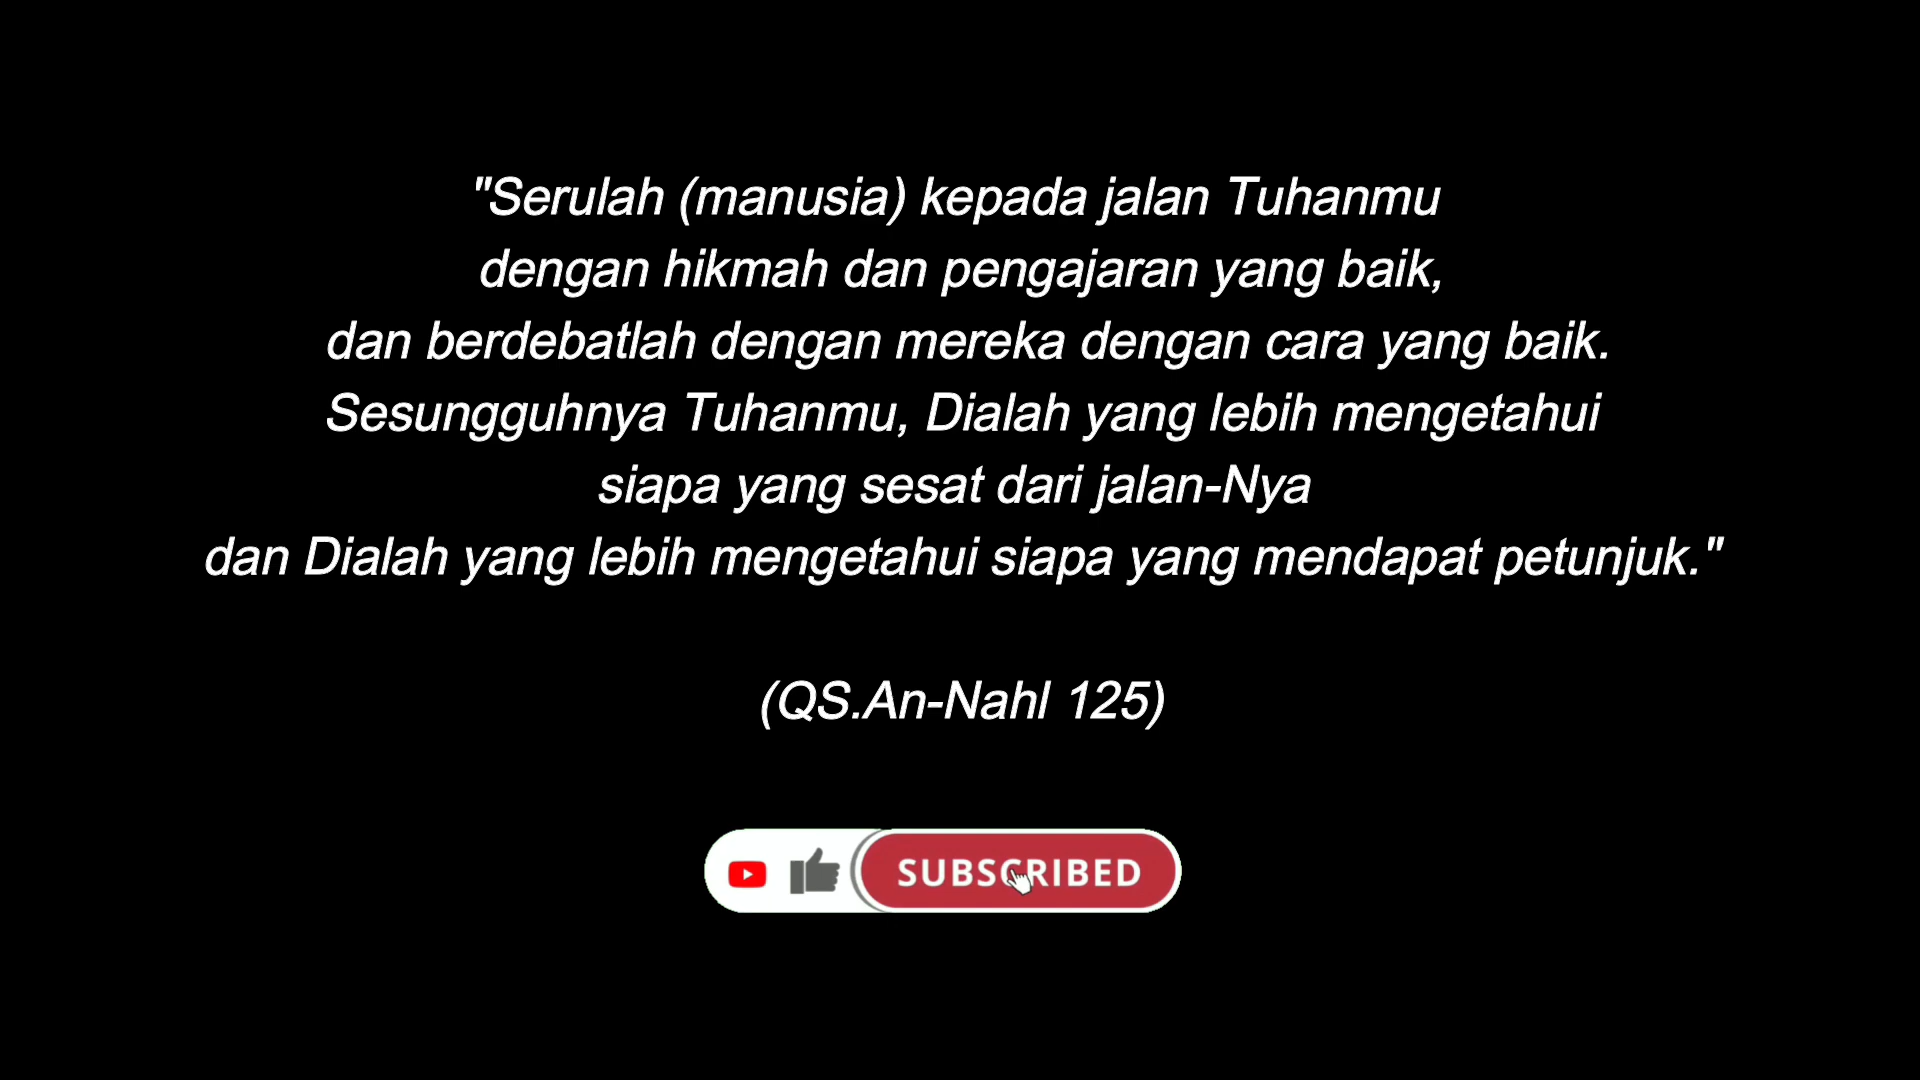 "Serulah (manusia) kepada jalan Tuhanmu
dengan hikmah dan pengajaran yang baik,
dan berdebatlah dengan mereka dengan cara yang baik.
Sesungguhnya Tuhanmu, Dialah yang lebih mengetahui
siapa yang sesat dari jalan-Nya
dan Dialah yang lebih mengetahui siapa yang mendapat petunjuk."
(QS.An-Nahl 125)
SUBSCRIBED